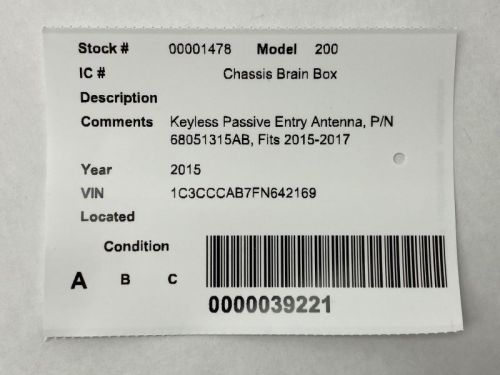 Stock # 00001478 Model 200
IC # Chassis Brain Box
Description
Comments Keyless Passive Entry Antenna, P/N
68051315AB, Fits 2015-2017
Year 2015
VIN 1C3CCCAB7FN642169
Located
Condition
A B C
0000039221